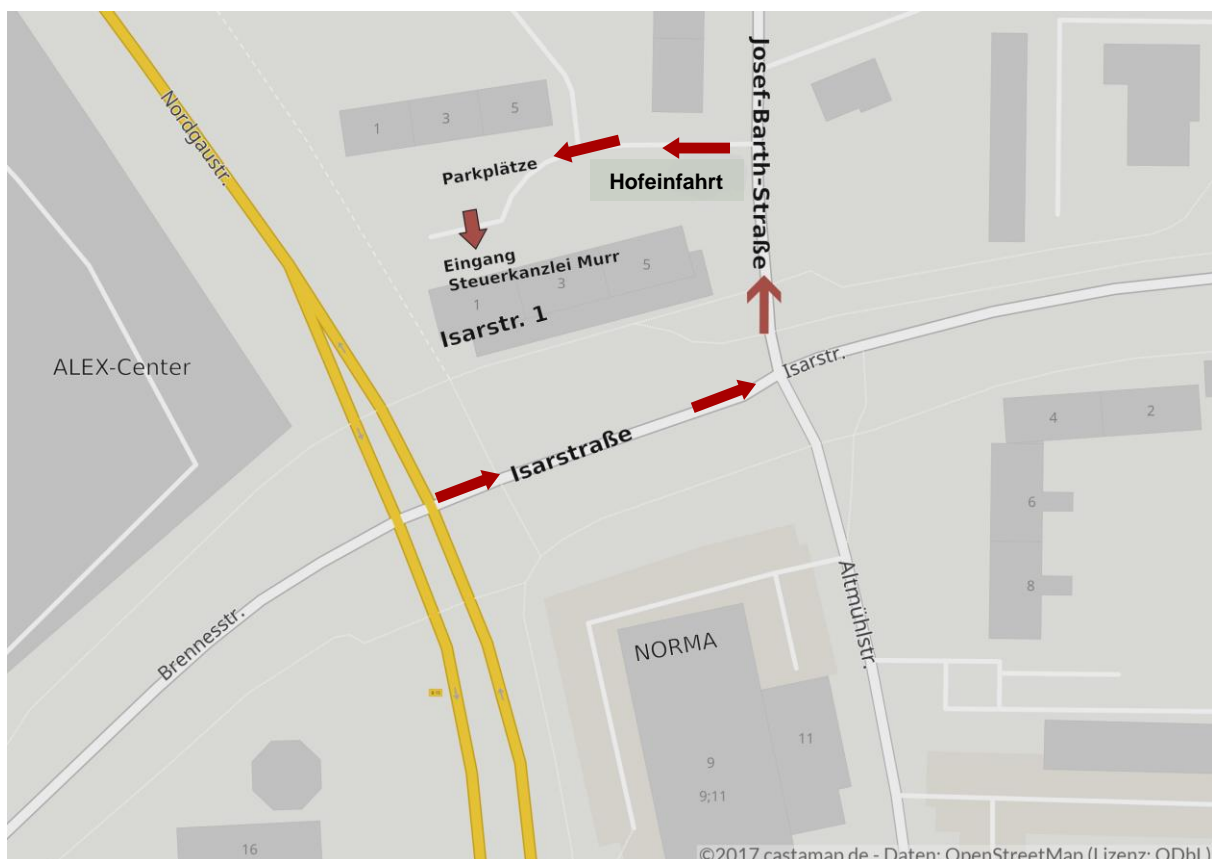 Nordgaustr.
Josef-Barth-Straße
1
3
5
Parkplätze
Hofeinfahrt
Eingang
Steuerkanzlei Murr
1
3
5
Isarstr. 1
ALEX-Center
Isarstr.
Isarstraße
4
2
6
8
Brennesstr.
Altmühlstr.
NORMA
11
9
9;11
16
©2017 castamap.de - Daten: OpenStreetMap (Lizenz: ODbL)